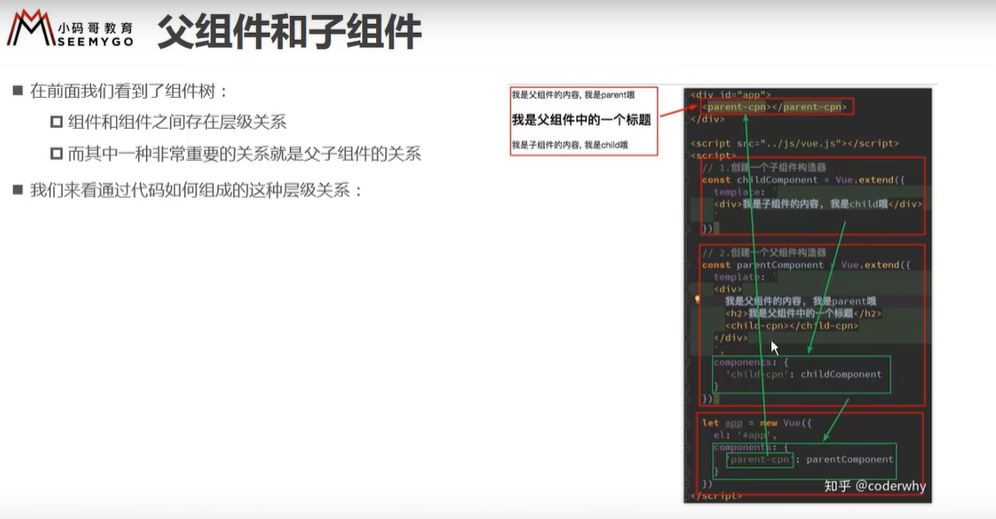 小码哥教育
SEEMYGO
父组件和子组件
在前面我们看到了组件树：
组件和组件之间存在层级关系
而其中一种非常重要的关系就是父子组件的关系
我们来看通过代码如何组成的这种层级关系：
我是父组件的内容, 我是parent哦
我是父组件中的一个标题
我是子组件的内容, 我是child哦
<div id="app">
<parent-cpn></parent-cpn>
</div>
<script src="../js/vue.js"></script>
<script>
// 1.创建一个子组件构造器
const childComponent = Vue.extend({
template: `
<div>我是子组件的内容, 我是child哦</div>
`
})
// 2.创建一个父组件构造器
const parentComponent = Vue.extend({
template: `
<div>
我是父组件的内容, 我是parent哦
<h2>我是父组件中的一个标题</h2>
<child-cpn></child-cpn>
</div>
`,
components: {
'child-cpn': childComponent
}
})
let app = new Vue({
el: '#app',
components: {
'parent-cpn': parentComponent
}
})
</script>
知乎 @coderwhy